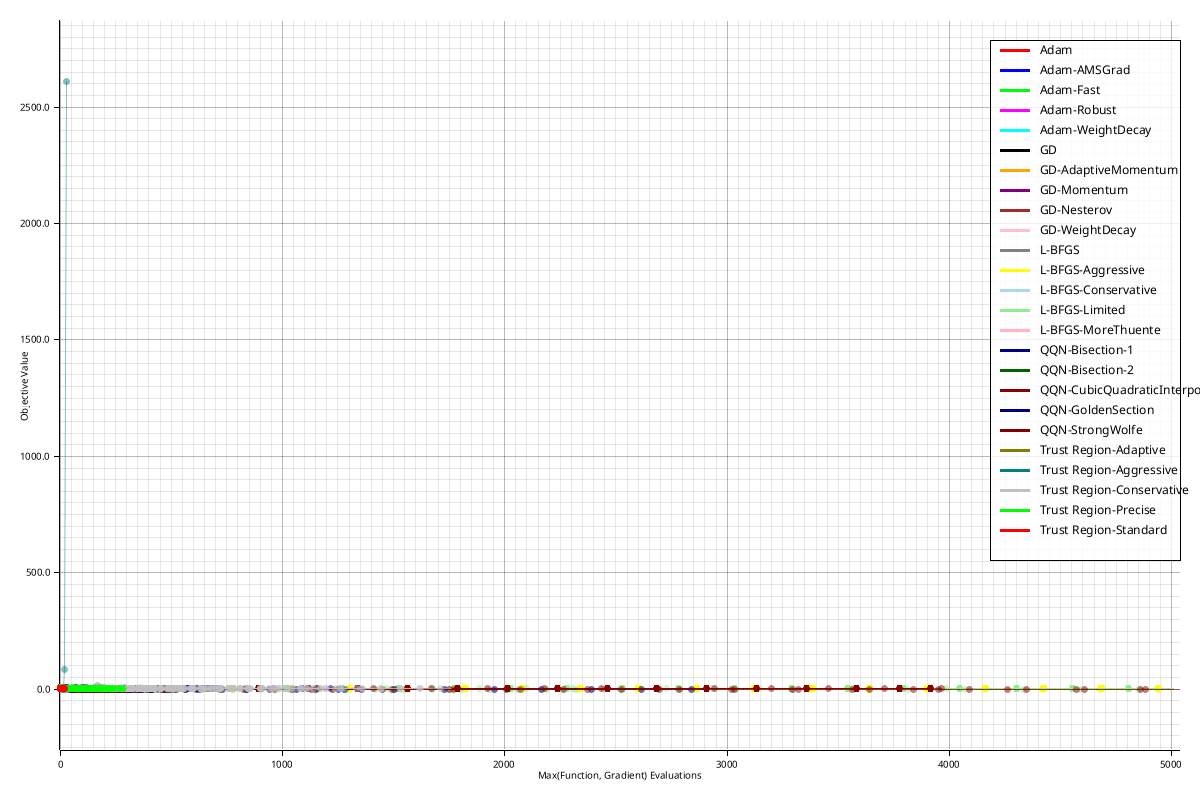 2500.0
2000.0
1500.0
1000.0
500.0
0.0
Objective Value
0
1000
2000
3000
4000
5000
Max(Function, Gradient) Evaluations
Adam
Adam-AMSGrad
Adam-Fast
Adam-Robust
Adam-WeightDecay
GD
GD-AdaptiveMomentum
GD-Momentum
GD-Nesterov
GD-WeightDecay
L-BFGS
L-BFGS-Aggressive
L-BFGS-Conservative
L-BFGS-Limited
L-BFGS-MoreThuente
QQN-Bisection-1
QQN-Bisection-2
QQN-CubicQuadraticInterpo
QQN-GoldenSection
QQN-StrongWolfe
Trust Region-Adaptive
Trust Region-Aggressive
Trust Region-Conservative
Trust Region-Precise
Trust Region-Standard